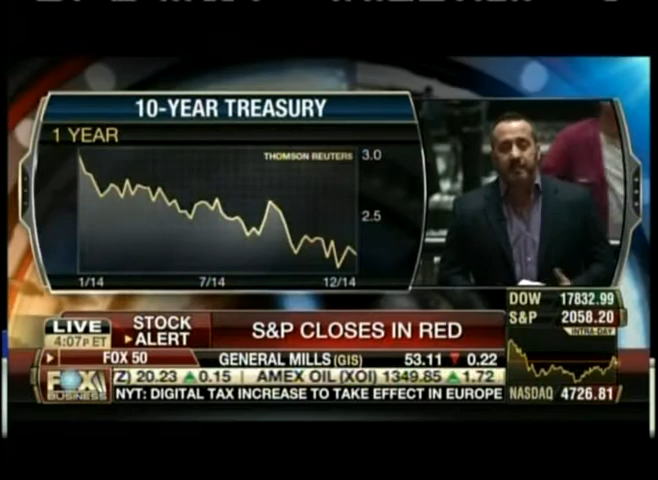 10-YEAR TREASURY
1 YEAR
THOMSON REUTERS
3.0
2.5
1/14
7/14
12/14
LIVE
4:07P ET
STOCK
ALERT
S&P CLOSES IN RED
DOW 17832.99
S&P 2058.20
INTRA-DAY
FOX 50
GENERAL MILLS (GIS) 53.11 0.22
FOX
BUSINESS
Z) 20.23 0.15 AMEX OIL (XOI) 1349.85 1.72
NYT: DIGITAL TAX INCREASE TO TAKE EFFECT IN EUROPE
NASDAQ 4726.81